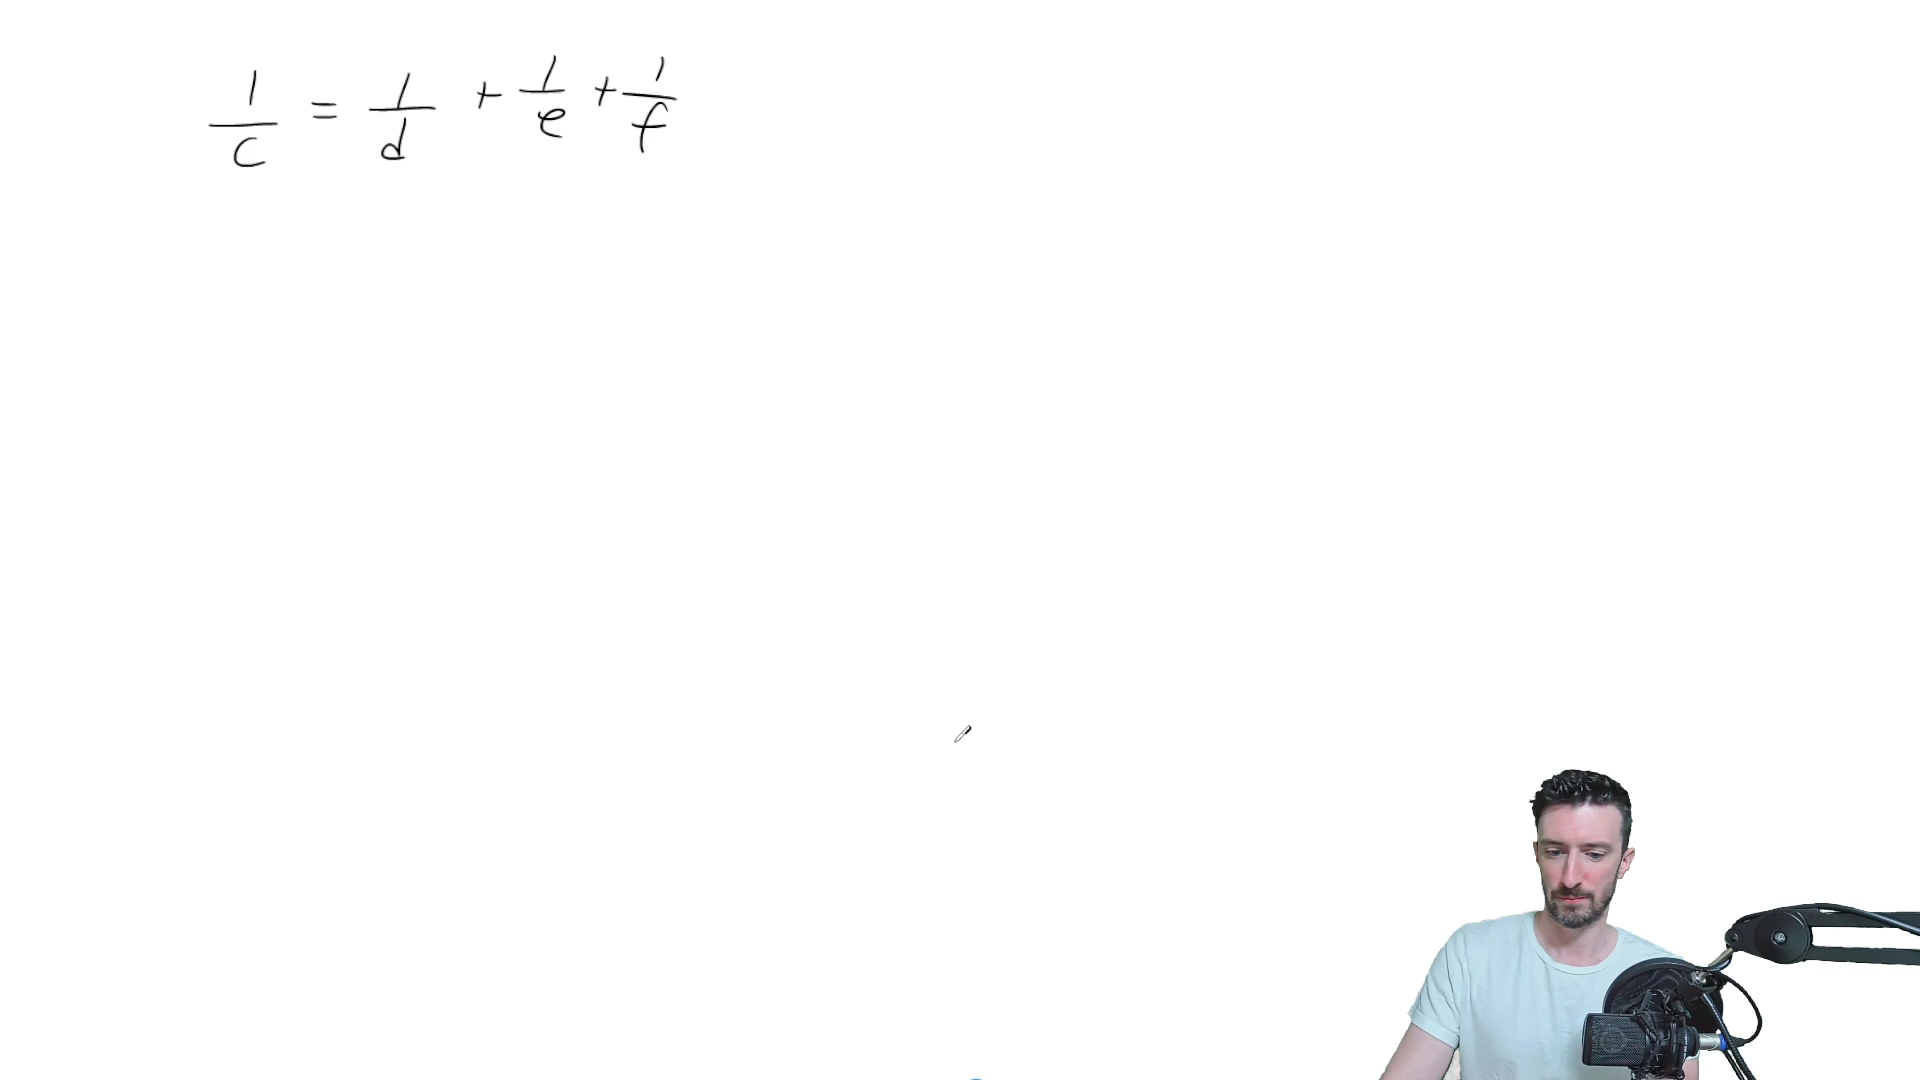 1/c = 1/d + 1/e + 1/f